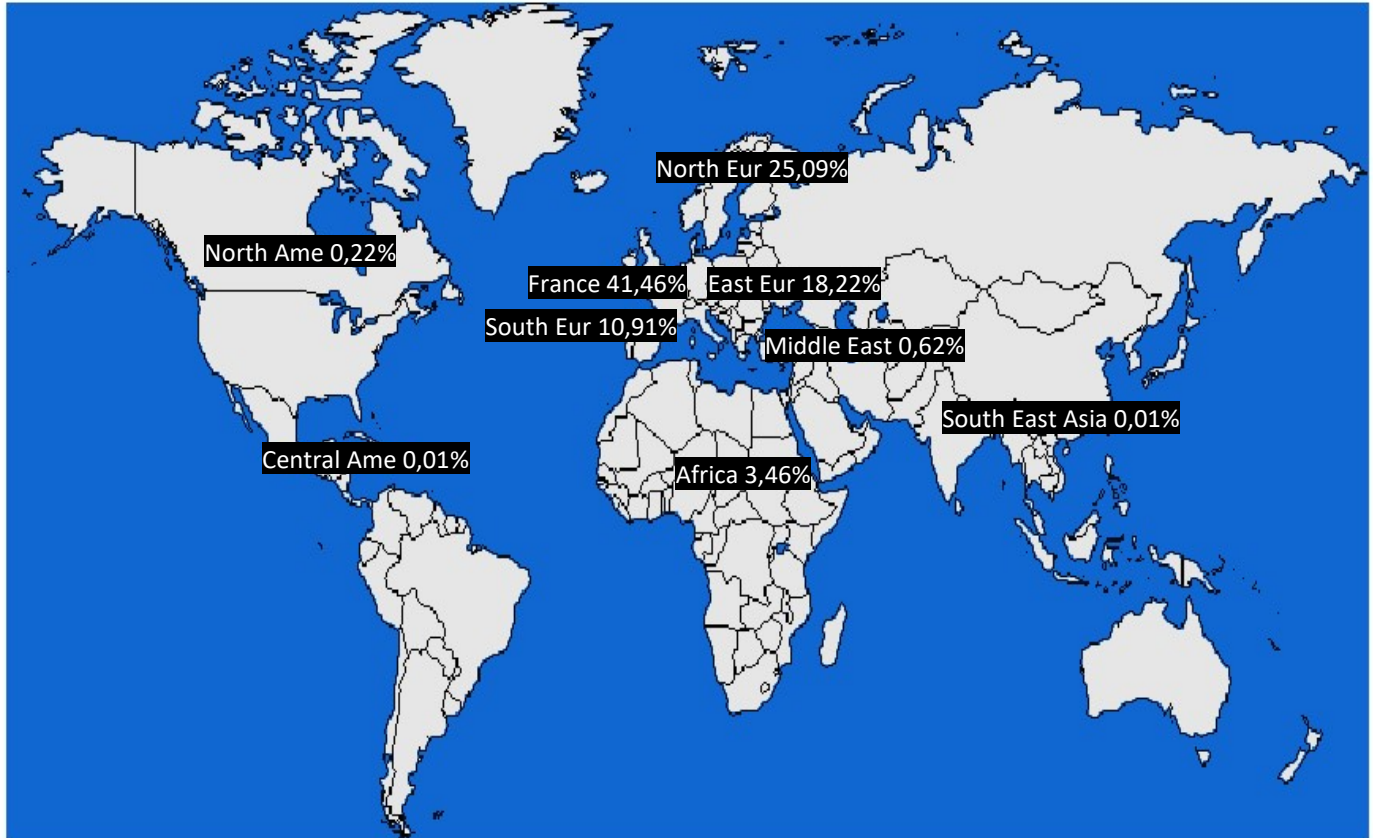 North Eur 25,09%
North Ame 0,22%
France 41,46%
East Eur 18,22%
South Eur 10,91%
Middle East 0,62%
South East Asia 0,01%
Central Ame 0,01%
Africa 3,46%